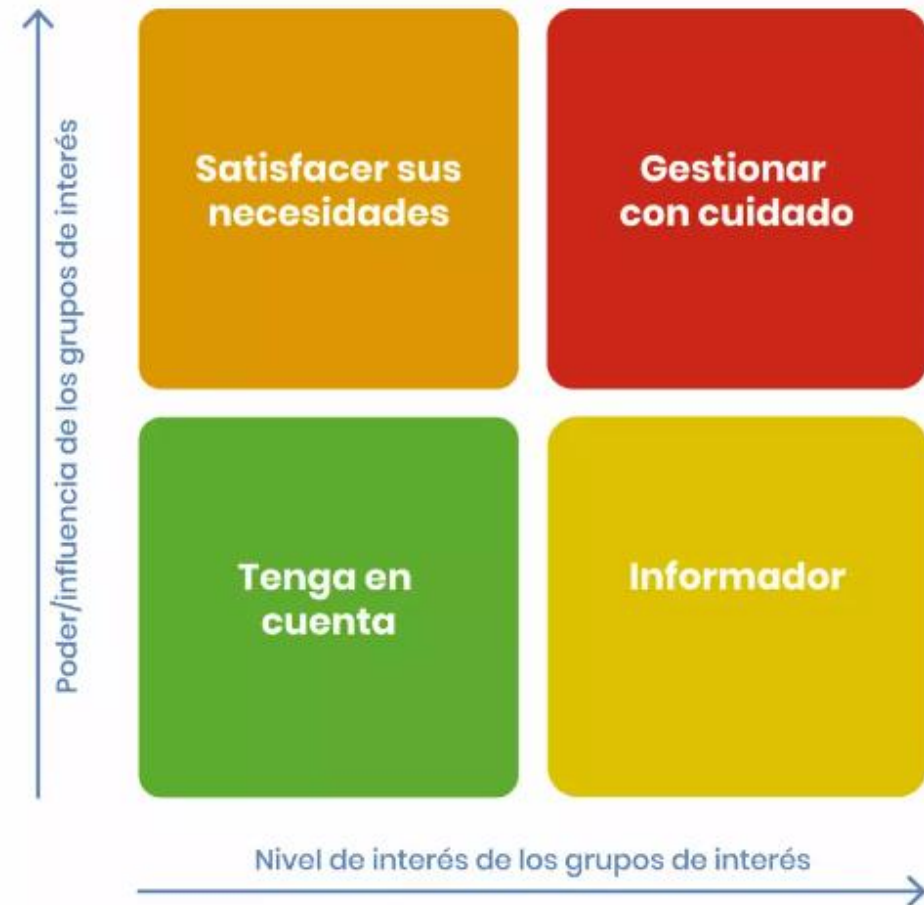 Poder/influencia de los grupos de interés
Satisfacer sus
necesidades
Gestionar
con cuidado
Tenga en
cuenta
Informador
Nivel de interés de los grupos de interés